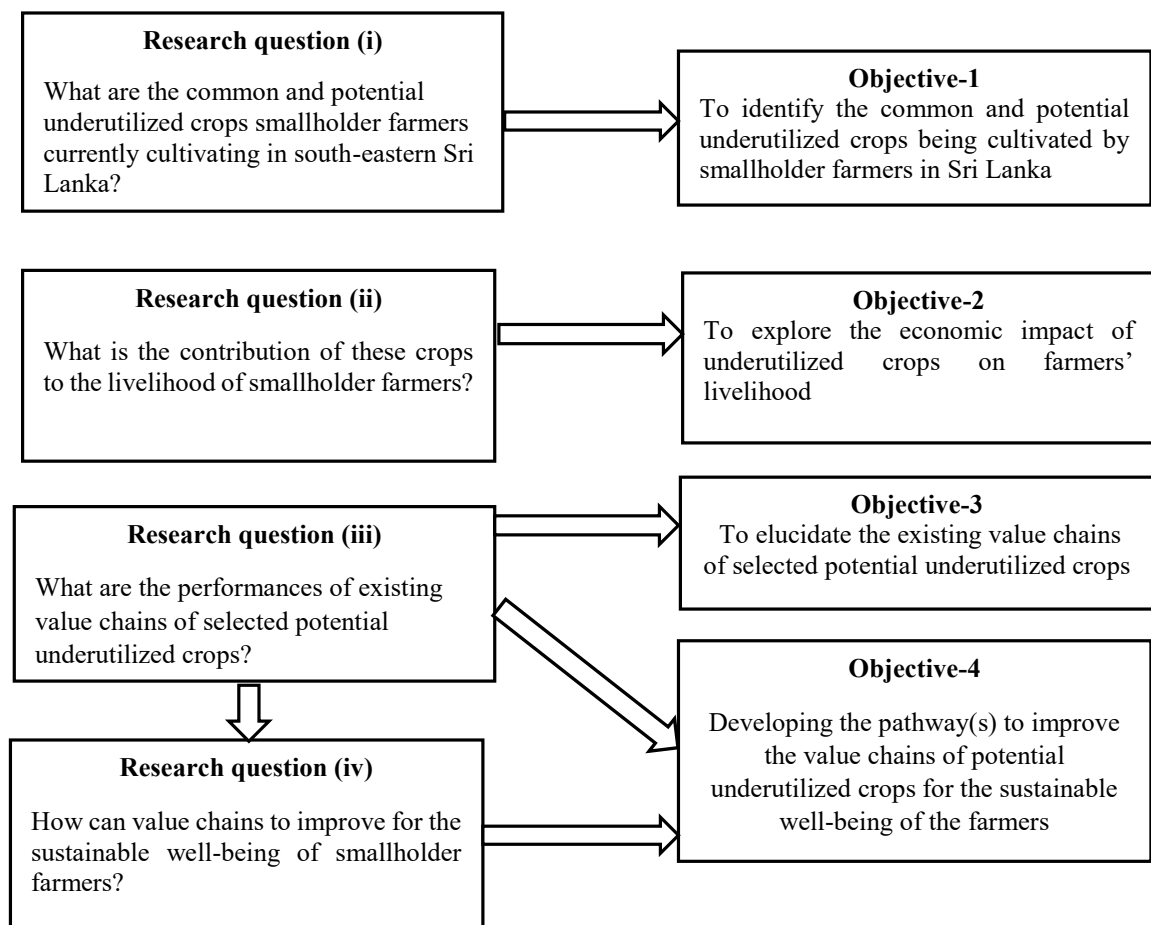 Research question (i)
What are the common and potential
underutilized crops smallholder farmers
currently cultivating in south-eastern Sri
Lanka?
Objective-1
To identify the common and potential
underutilized crops being cultivated by
smallholder farmers in Sri Lanka
Research question (ii)
What is the contribution of these crops
to the livelihood of smallholder farmers?
Objective-2
To explore the economic impact of
underutilized crops on farmers’
livelihood
Research question (iii)
What are the performances of existing
value chains of selected potential
underutilized crops?
Objective-3
To elucidate the existing value chains
of selected potential underutilized crops
Research question (iv)
How can value chains to improve for the
sustainable well-being of smallholder
farmers?
Objective-4
Developing the pathway(s) to improve
the value chains of potential
underutilized crops for the sustainable
well-being of the farmers